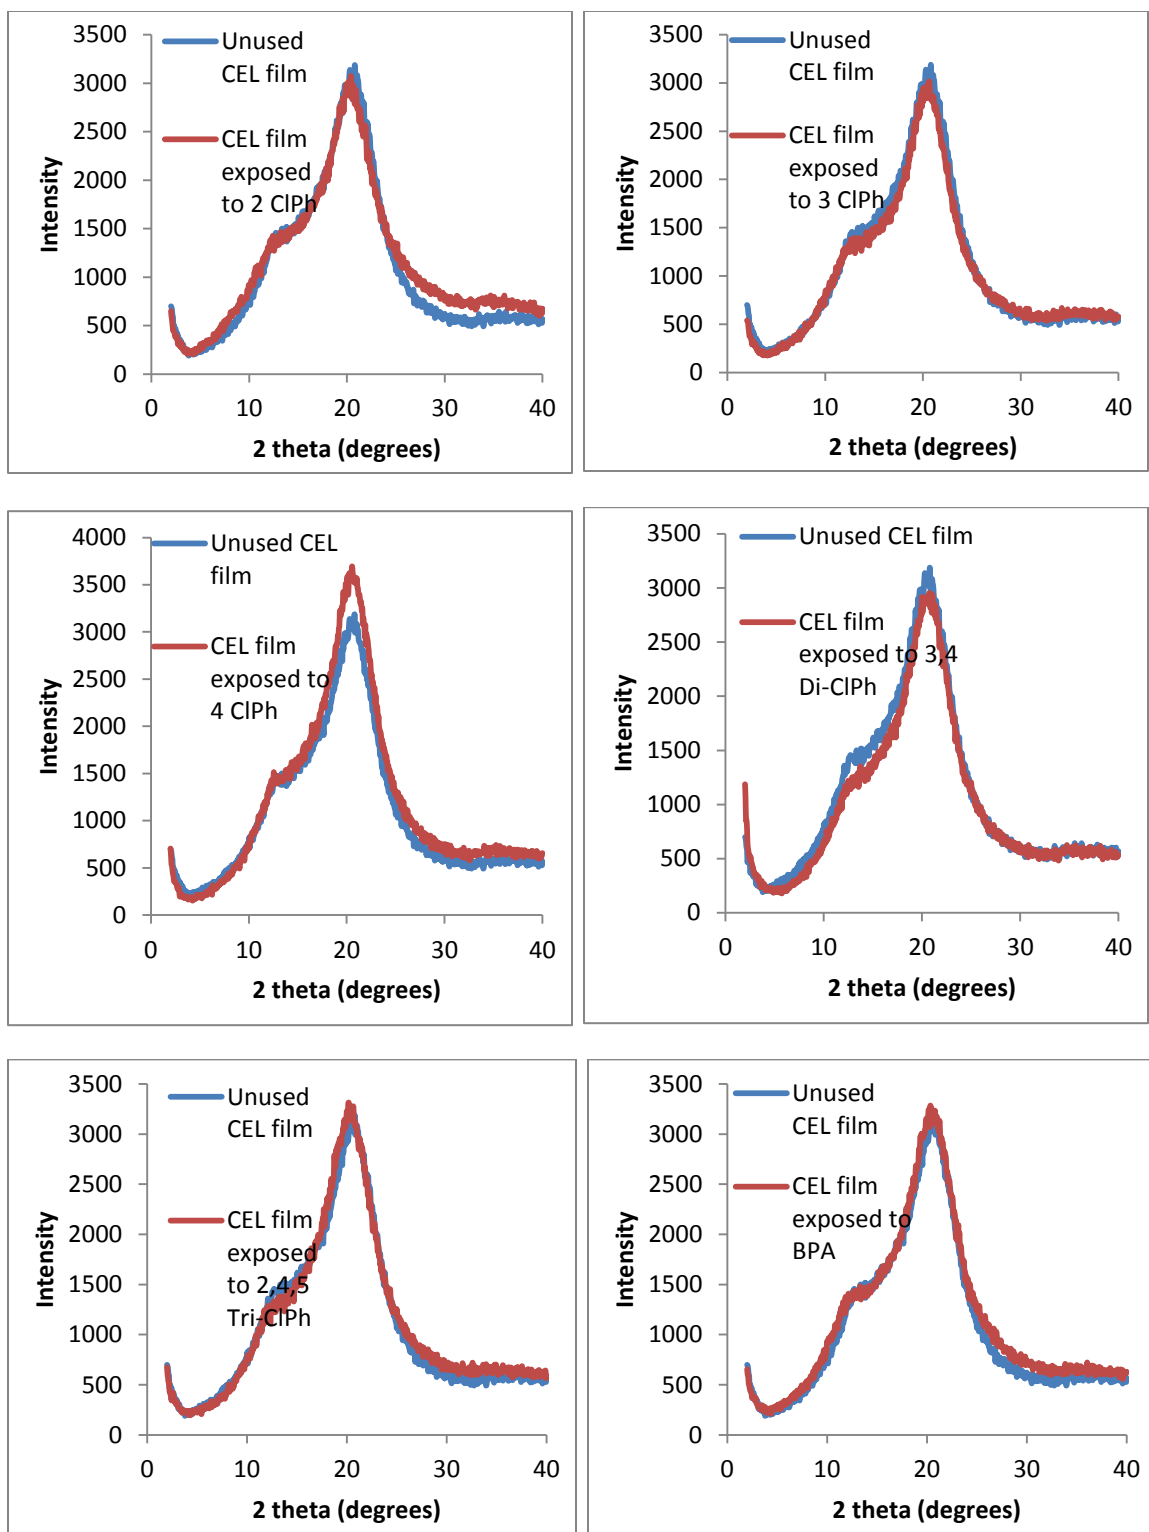 3500
3000
2500
2000
1500
1000
500
0
Intensity
Unused
CEL film
CEL film
exposed
to 2 ClPh
0 10 20 30 40
2 theta (degrees)
3500
3000
2500
2000
1500
1000
500
0
Intensity
Unused
CEL film
CEL film
exposed
to 3 ClPh
0 10 20 30 40
2 theta (degrees)
4000
3500
3000
2500
2000
1500
1000
500
0
Intensity
Unused CEL
film
CEL film
exposed to
4 ClPh
0 10 20 30 40
2 theta (degrees)
3500
3000
2500
2000
1500
1000
500
0
Intensity
Unused CEL film
CEL film
exposed to 3,4
Di-ClPh
0 10 20 30 40
2 theta (degrees)
3500
3000
2500
2000
1500
1000
500
0
Intensity
Unused
CEL film
CEL film
exposed
to 2,4,5
Tri-ClPh
0 10 20 30 40
2 theta (degrees)
3500
3000
2500
2000
1500
1000
500
0
Intensity
Unused
CEL film
CEL film
exposed to
BPA
0 10 20 30 40
2 theta (degrees)